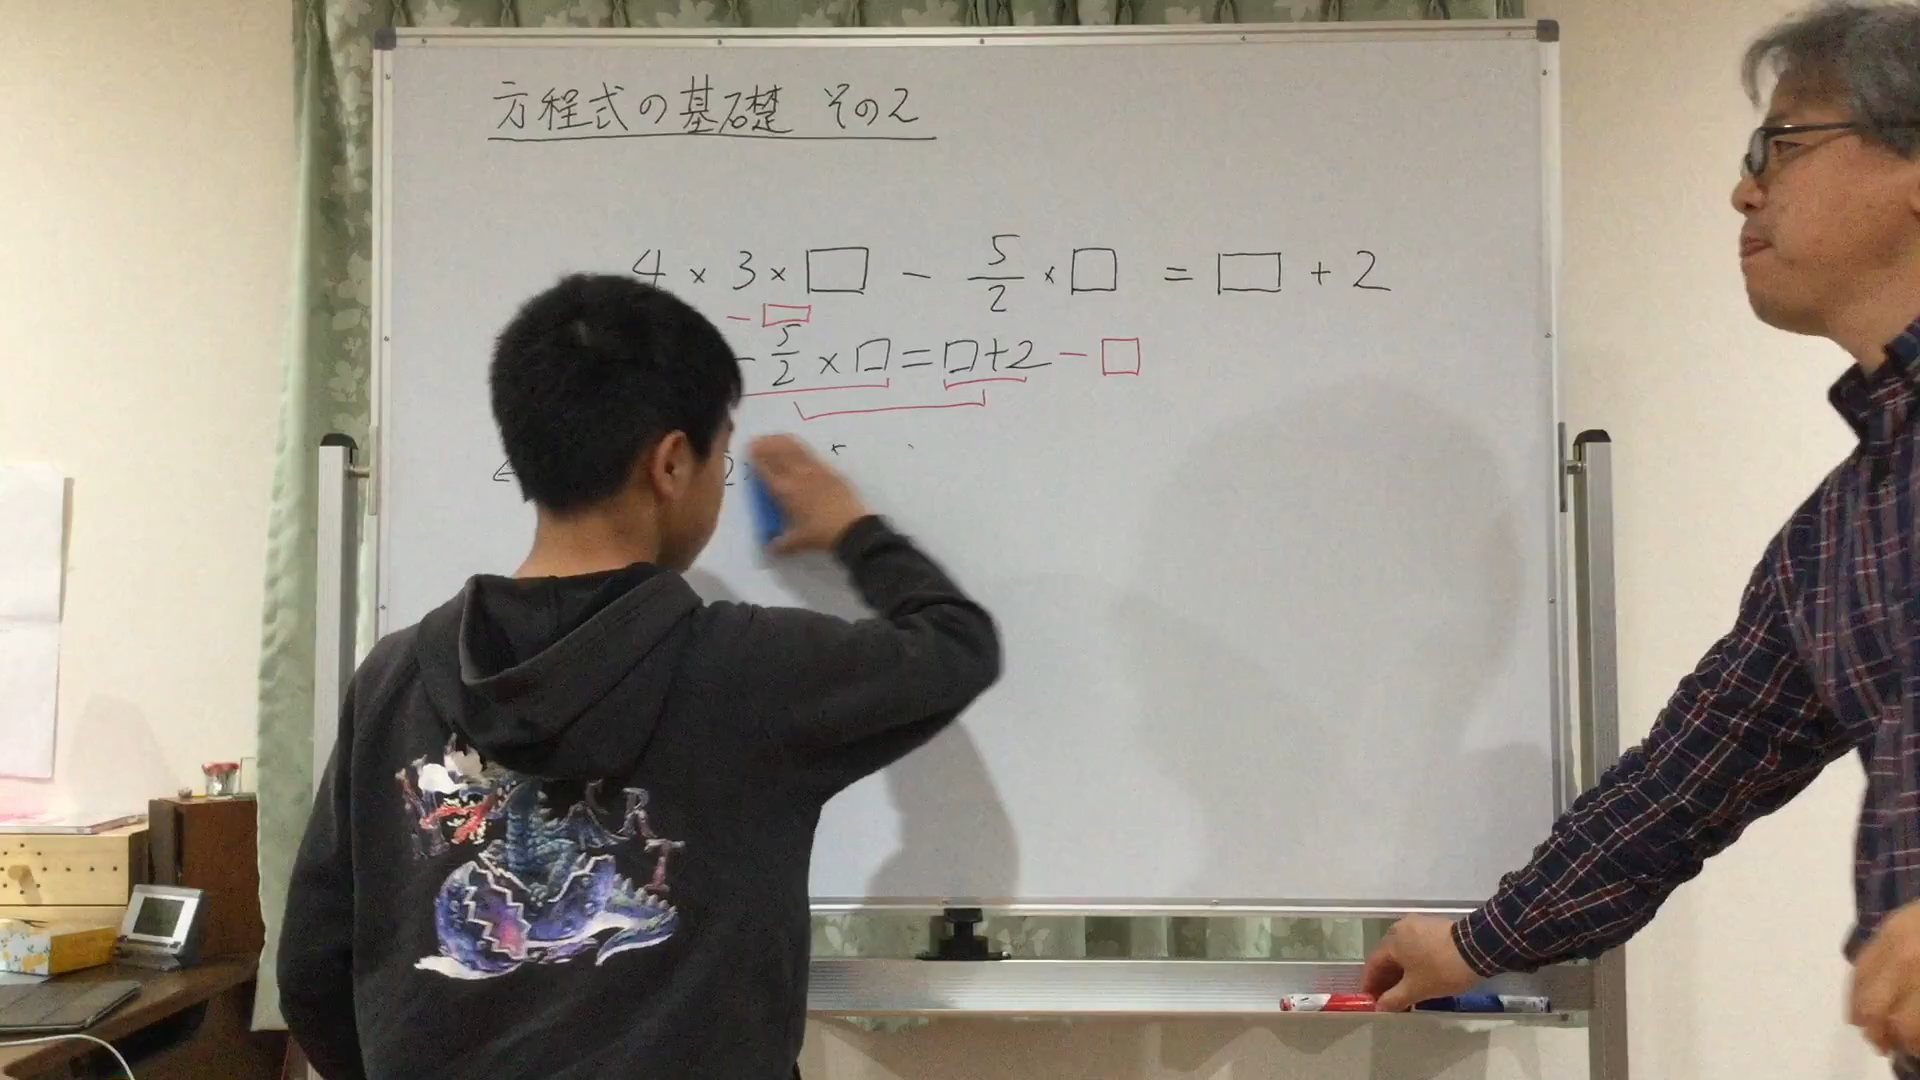 方程式の基礎 その2
4 × 3 × □ - 5/2 × □ = □ + 2
- □
- 5/2 × □ = □ + 2 - □